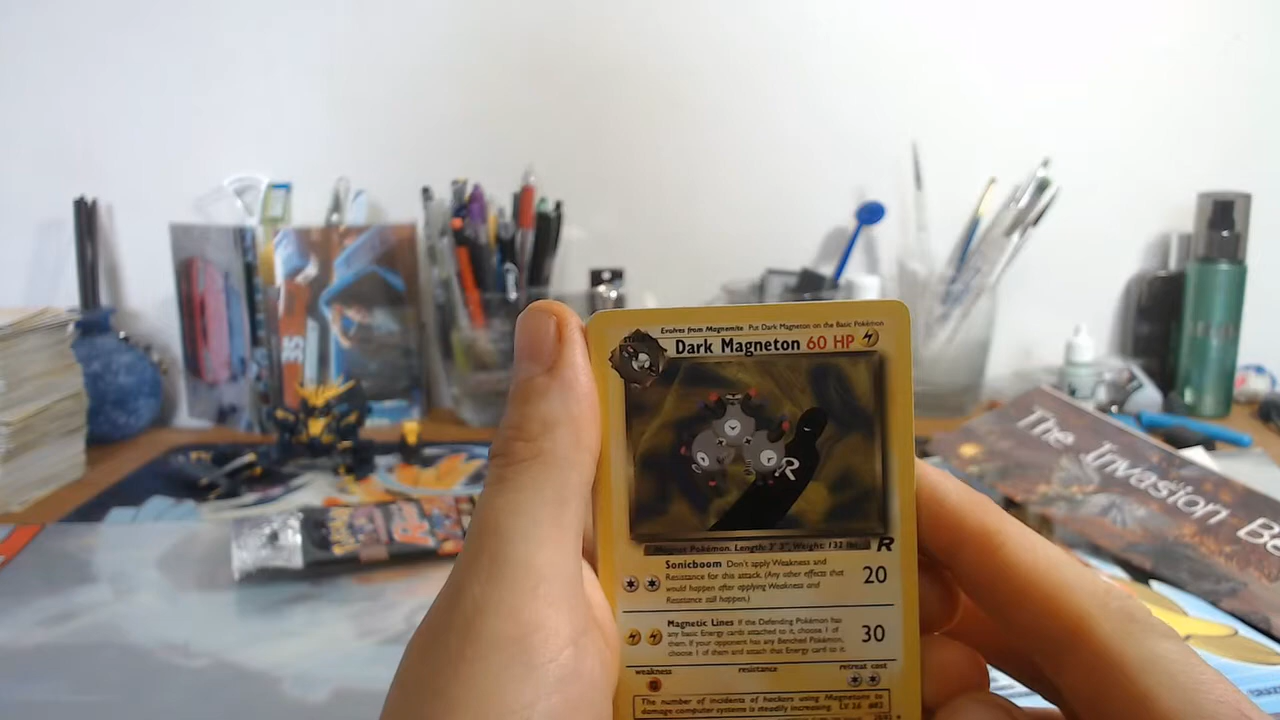 Evolves from Magnemite Put Dark Magneton on the Basic Pokémon
Dark Magneton 60 HP
R
Magnet Pokémon. Length: 3' 3", Weight: 132 lbs.
R
Sonicboom Don't apply Weakness and
Resistance for this attack. (Any other effects that
would happen after applying Weakness and
Resistance still happen.)
20
Magnetic Lines If the Defending Pokémon has
any basic Energy cards attached to it, choose 1 of
them. If your opponent has any Benched Pokémon,
choose 1 of them and attach that Energy card to it.
30
weakness resistance retreat cost
The number of incidents of hackers using Magnetons to
damage computer systems is steadily increasing. LV. 26 #82
The Invasion Be